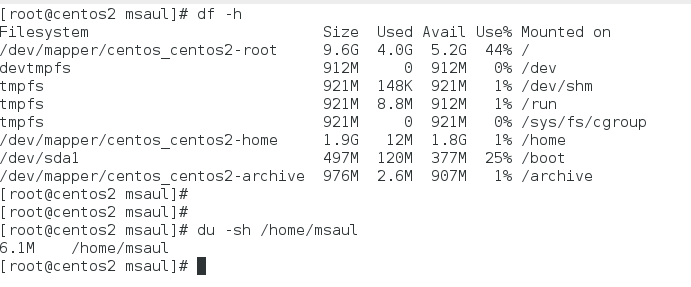 [root@centos2 msaul]# df -h
Filesystem                           Size  Used Avail Use% Mounted on
/dev/mapper/centos_centos2-root      9.6G  4.0G  5.2G  44% /
devtmpfs                             912M     0  912M   0% /dev
tmpfs                                921M  148K  921M   1% /dev/shm
tmpfs                                921M  8.8M  912M   1% /run
tmpfs                                921M     0  921M   0% /sys/fs/cgroup
/dev/mapper/centos_centos2-home      1.9G   12M  1.8G   1% /home
/dev/sda1                            497M  120M  377M  25% /boot
/dev/mapper/centos_centos2-archive   976M  2.6M  907M   1% /archive
[root@centos2 msaul]#
[root@centos2 msaul]#
[root@centos2 msaul]# du -sh /home/msaul
6.1M    /home/msaul
[root@centos2 msaul]#